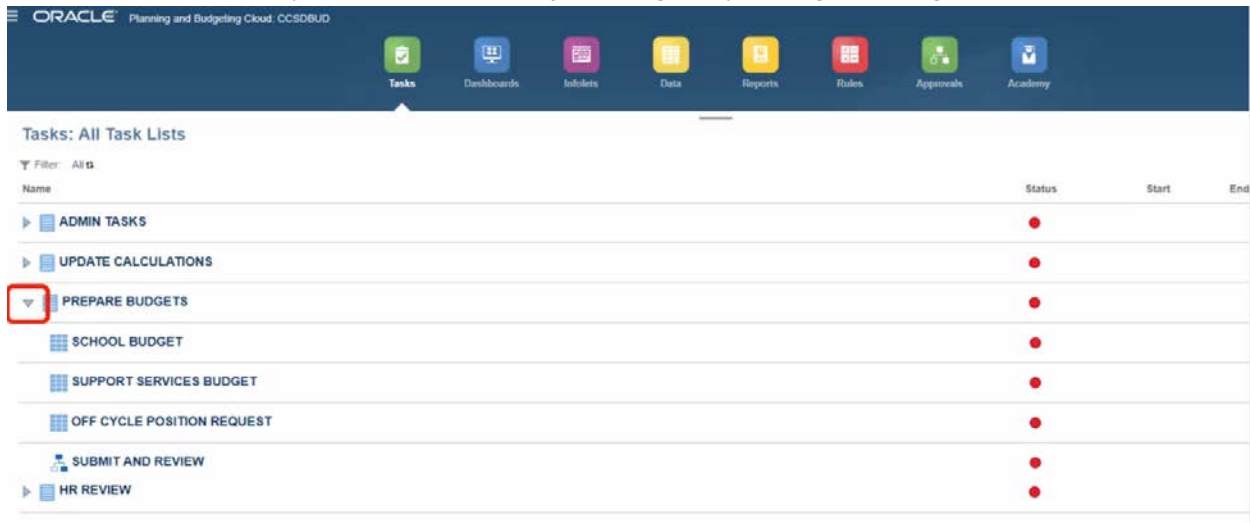 ORACLE Planning and Budgeting Cloud: CCSDBUD
Tasks Dashboards Infolets Data Reports Rules Approvals Academy
Tasks: All Task Lists
Filter: All
Name Status Start End
ADMIN TASKS
UPDATE CALCULATIONS
PREPARE BUDGETS
SCHOOL BUDGET
SUPPORT SERVICES BUDGET
OFF CYCLE POSITION REQUEST
SUBMIT AND REVIEW
HR REVIEW